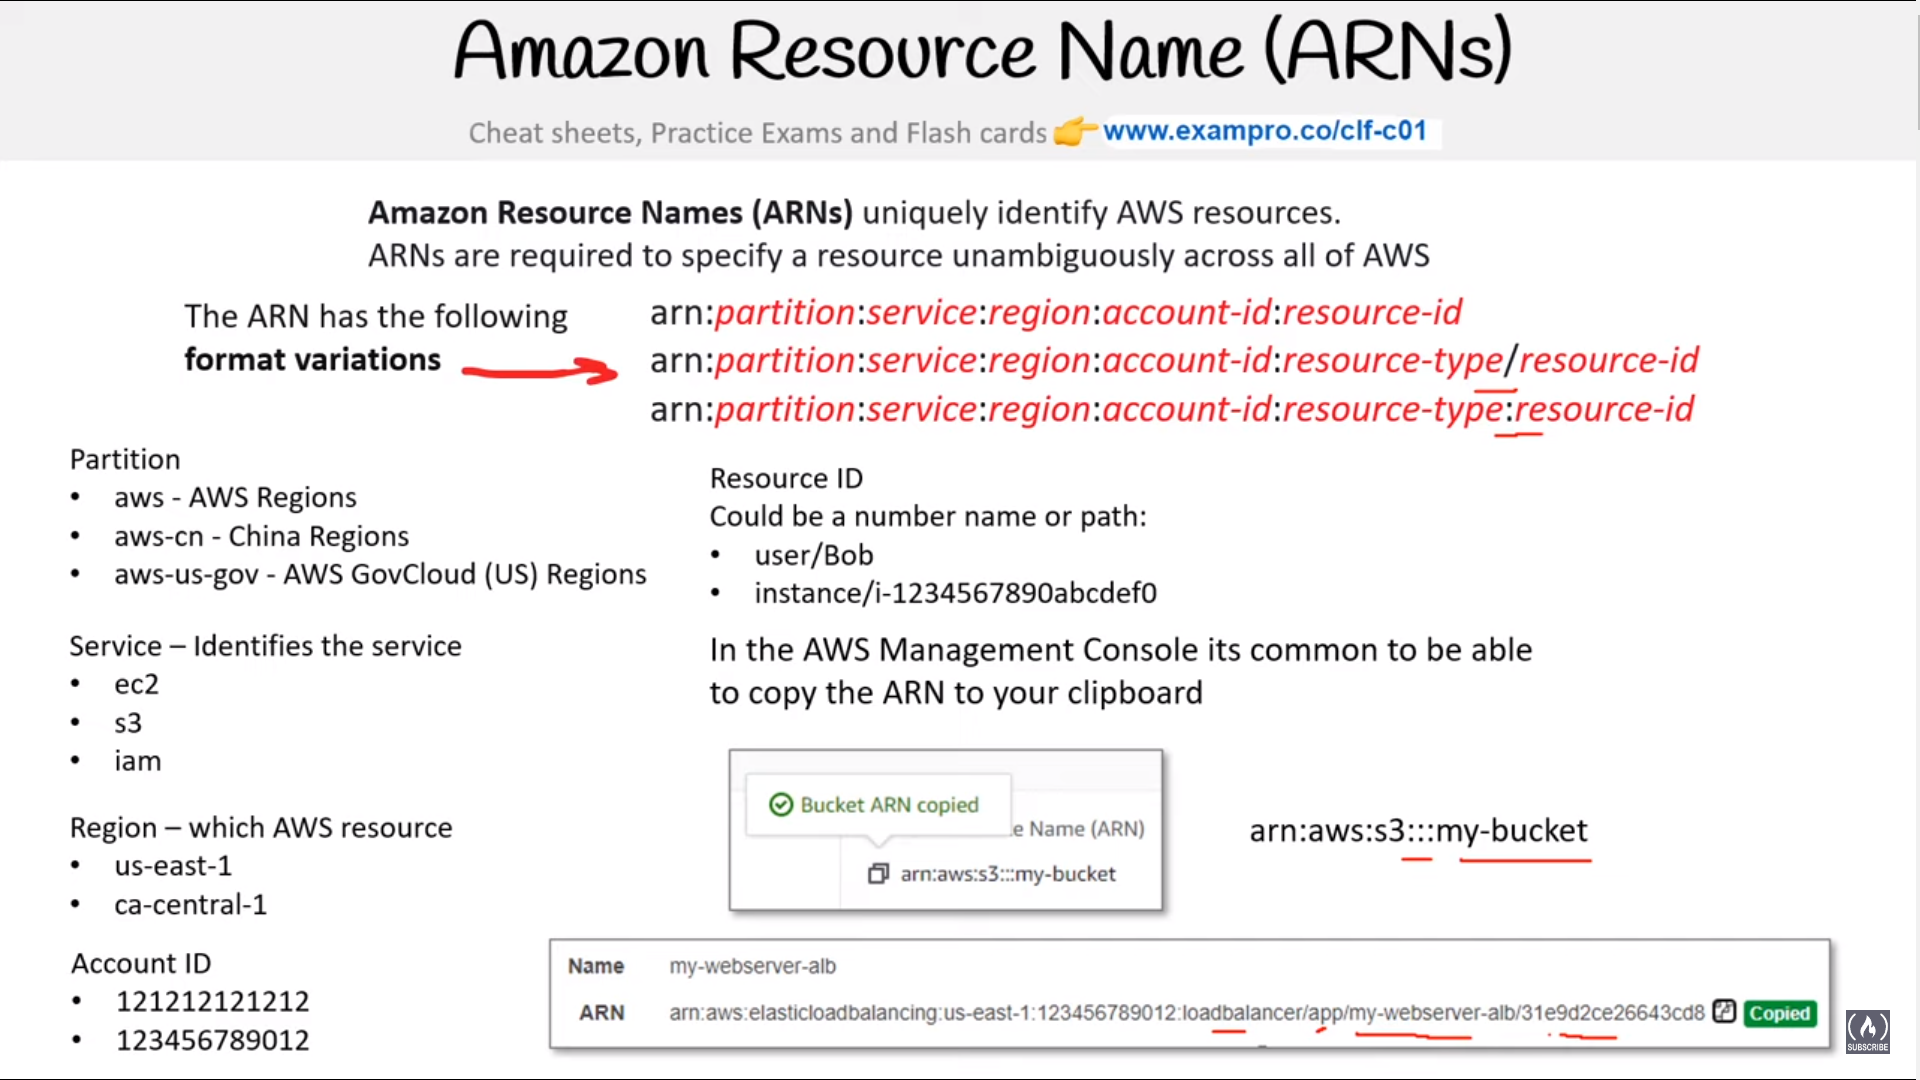 Amazon Resource Name (ARNs)
Cheat sheets, Practice Exams and Flash cards 👉 www.exampro.co/clf-c01
Amazon Resource Names (ARNs) uniquely identify AWS resources.
ARNs are required to specify a resource unambiguously across all of AWS
The ARN has the following
format variations
arn:partition:service:region:account-id:resource-id
arn:partition:service:region:account-id:resource-type/resource-id
arn:partition:service:region:account-id:resource-type:resource-id
Partition
• aws - AWS Regions
• aws-cn - China Regions
• aws-us-gov - AWS GovCloud (US) Regions
Service – Identifies the service
• ec2
• s3
• iam
Region – which AWS resource
• us-east-1
• ca-central-1
Account ID
• 121212121212
• 123456789012
Resource ID
Could be a number name or path:
• user/Bob
• instance/i-1234567890abcdef0
In the AWS Management Console its common to be able
to copy the ARN to your clipboard
Bucket ARN copied
e Name (ARN)
arn:aws:s3:::my-bucket
arn:aws:s3:::my-bucket
Name my-webserver-alb
ARN arn:aws:elasticloadbalancing:us-east-1:123456789012:loadbalancer/app/my-webserver-alb/31e9d2ce26643cd8 Copied
SUBSCRIBE